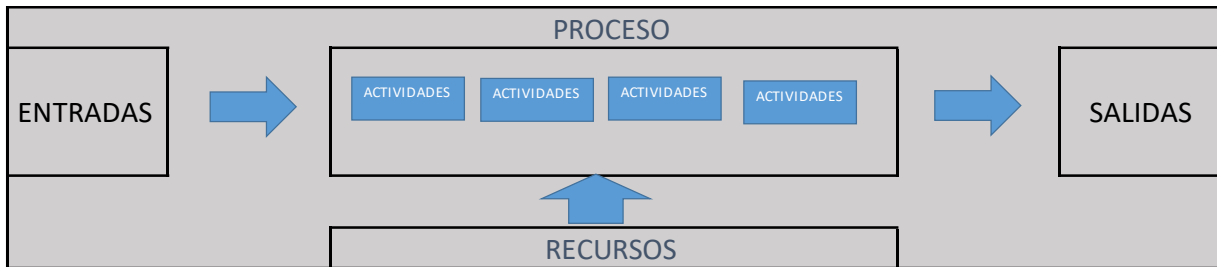 PROCESO
ENTRADAS
ACTIVIDADES
ACTIVIDADES
ACTIVIDADES
ACTIVIDADES
SALIDAS
RECURSOS